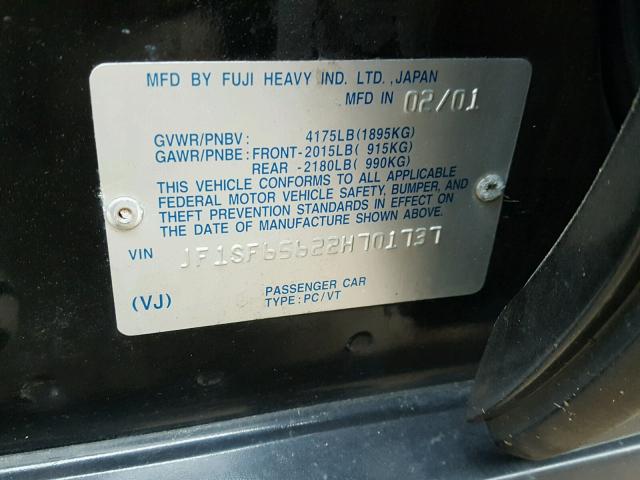 MFD BY FUJI HEAVY IND. LTD. ,JAPAN
MFD IN 02/01
GVWR/PNBV : 4175LB(1895KG)
GAWR/PNBE: FRONT-2015LB( 915KG)
REAR -2180LB( 990KG)
THIS VEHICLE CONFORMS TO ALL APPLICABLE
FEDERAL MOTOR VEHICLE SAFETY, BUMPER, AND
THEFT PREVENTION STANDARDS IN EFFECT ON
THE DATE OF MANUFACTURE SHOWN ABOVE.
VIN JF1SF65622H701737
(VJ) PASSENGER CAR
TYPE : PC/VT